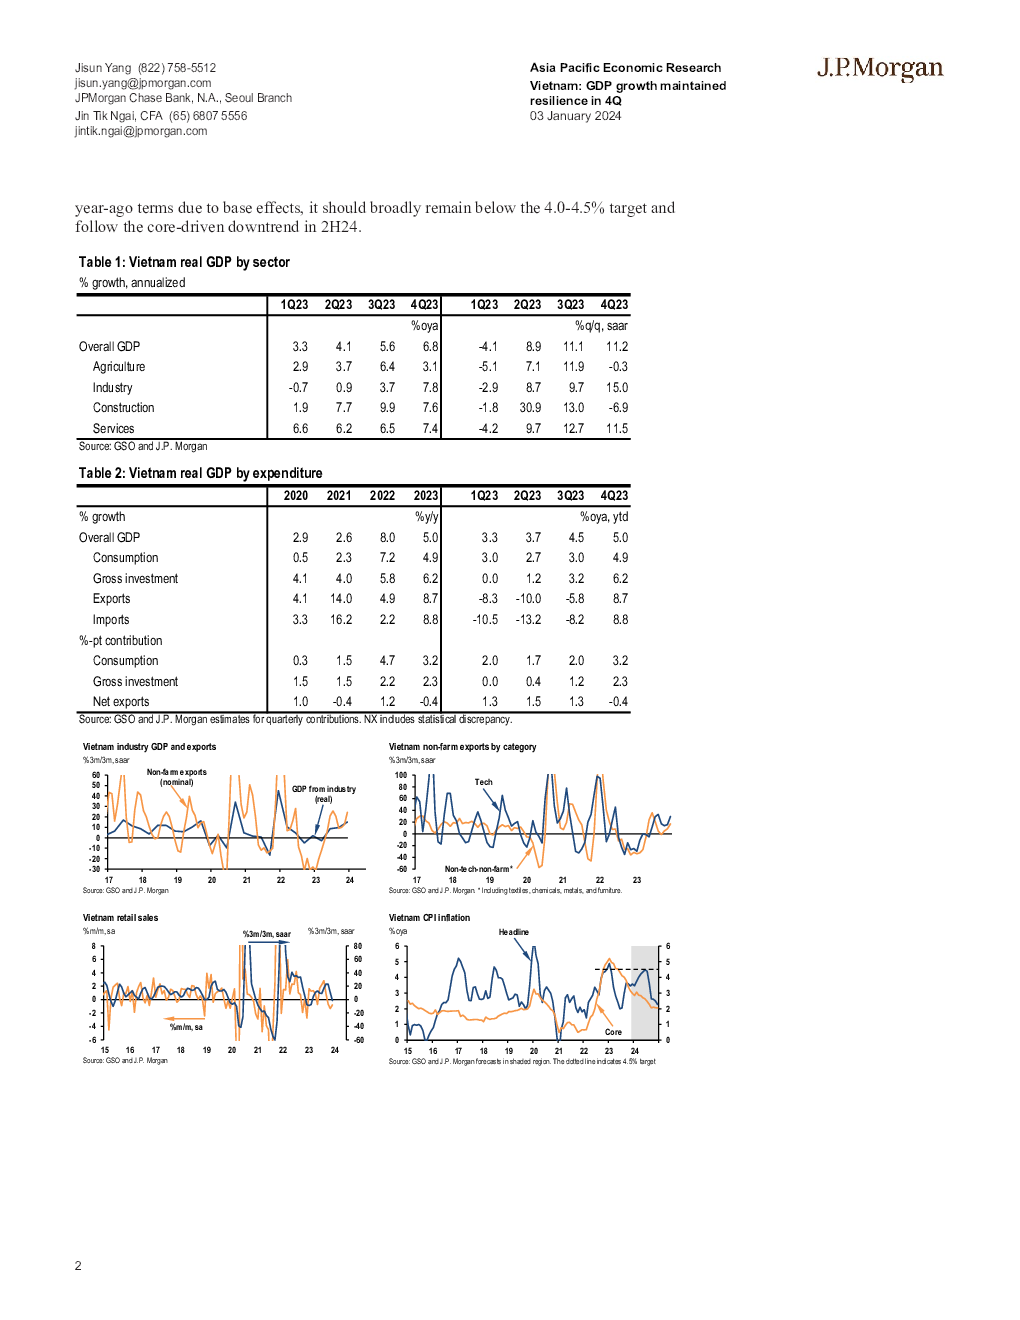 Jisun Yang (822) 758-5512
jisun.yang@jpmorgan.com
JPMorgan Chase Bank, N.A., Seoul Branch
Jin Tik Ngai, CFA (65) 6807 5556
jintik.ngai@jpmorgan.com
Asia Pacific Economic Research
Vietnam: GDP growth maintained
resilience in 4Q
03 January 2024
J.P.Morgan
year-ago terms due to base effects, it should broadly remain below the 4.0-4.5% target and
follow the core-driven downtrend in 2H24.
Table 1: Vietnam real GDP by sector
% growth, annualized
1Q23 2Q23 3Q23 4Q23 1Q23 2Q23 3Q23 4Q23
%oya %q/q, saar
Overall GDP 3.3 4.1 5.6 6.8 -4.1 8.9 11.1 11.2
Agriculture 2.9 3.7 6.4 3.1 -5.1 7.1 11.9 -0.3
Industry -0.7 0.9 3.7 7.8 -2.9 8.7 9.7 15.0
Construction 1.9 7.7 9.9 7.6 -1.8 30.9 13.0 -6.9
Services 6.6 6.2 6.5 7.4 -4.2 9.7 12.7 11.5
Source: GSO and J.P. Morgan
Table 2: Vietnam real GDP by expenditure
2020 2021 2022 2023 1Q23 2Q23 3Q23 4Q23
% growth %y/y %oya, ytd
Overall GDP 2.9 2.6 8.0 5.0 3.3 3.7 4.5 5.0
Consumption 0.5 2.3 7.2 4.9 3.0 2.7 3.0 4.9
Gross investment 4.1 4.0 5.8 6.2 0.0 1.2 3.2 6.2
Exports 4.1 14.0 4.9 8.7 -8.3 -10.0 -5.8 8.7
Imports 3.3 16.2 2.2 8.8 -10.5 -13.2 -8.2 8.8
%-pt contribution
Consumption 0.3 1.5 4.7 3.2 2.0 1.7 2.0 3.2
Gross investment 1.5 1.5 2.2 2.3 0.0 0.4 1.2 2.3
Net exports 1.0 -0.4 1.2 -0.4 1.3 1.5 1.3 -0.4
Source: GSO and J.P. Morgan estimates for quarterly contributions. NX includes statistical discrepancy.
Vietnam industry GDP and exports
%3m/3m, saar
Non-farm exports
(nominal)
GDP from industry
(real)
60
50
40
30
20
10
0
-10
-20
-30
17 18 19 20 21 22 23 24
Source: GSO and J.P. Morgan
Vietnam non-farm exports by category
%3m/3m, saar
Tech
100
80
60
40
20
0
-20
-40
-60
Non-tech-non-farm*
17 18 19 20 21 22 23
Source: GSO and J.P. Morgan. * Including textiles, chemicals, metals, and furniture.
Vietnam retail sales
%m/m, sa
%3m/3m, saar
%3m/3m, saar
8
6
4
2
0
-2
-4
-6
80
60
40
20
0
-20
-40
-60
%m/m, sa
15 16 17 18 19 20 21 22 23 24
Source: GSO and J.P. Morgan
Vietnam CPI inflation
%oya
Headline
6
5
4
3
2
1
0
6
5
4
3
2
1
0
Core
15 16 17 18 19 20 21 22 23 24
Source: GSO and J.P. Morgan forecasts in shaded region. The dotted line indicates 4.5% target
2